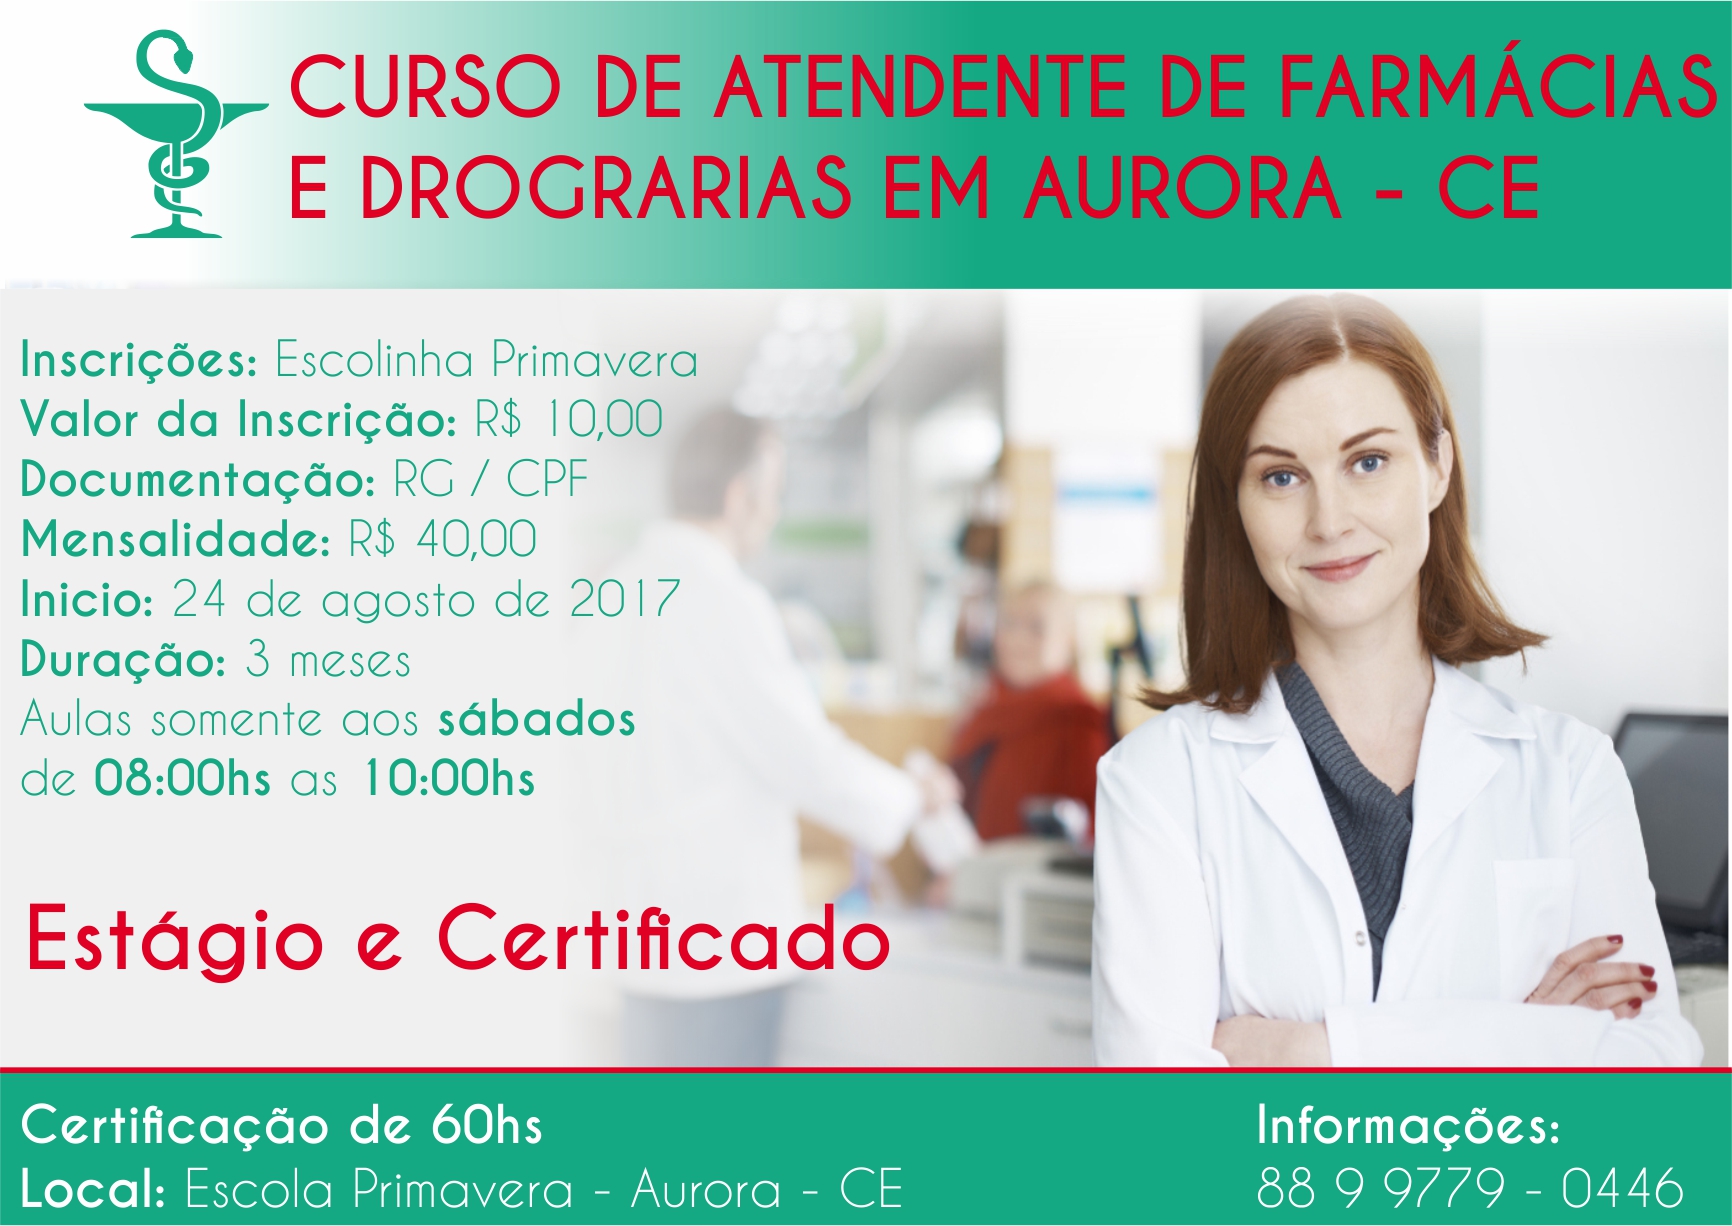 CURSO DE ATENDENTE DE FARMÁCIAS
E DROGRARIAS EM AURORA - CE
Inscrições: Escolinha Primavera
Valor da Inscrição: R$ 10,00
Documentação: RG / CPF
Mensalidade: R$ 40,00
Inicio: 24 de agosto de 2017
Duração: 3 meses
Aulas somente aos sábados
de 08:00hs as 10:00hs
Estágio e Certificado
Certificação de 60hs
Local: Escola Primavera - Aurora - CE
Informações:
88 9 9779 - 0446